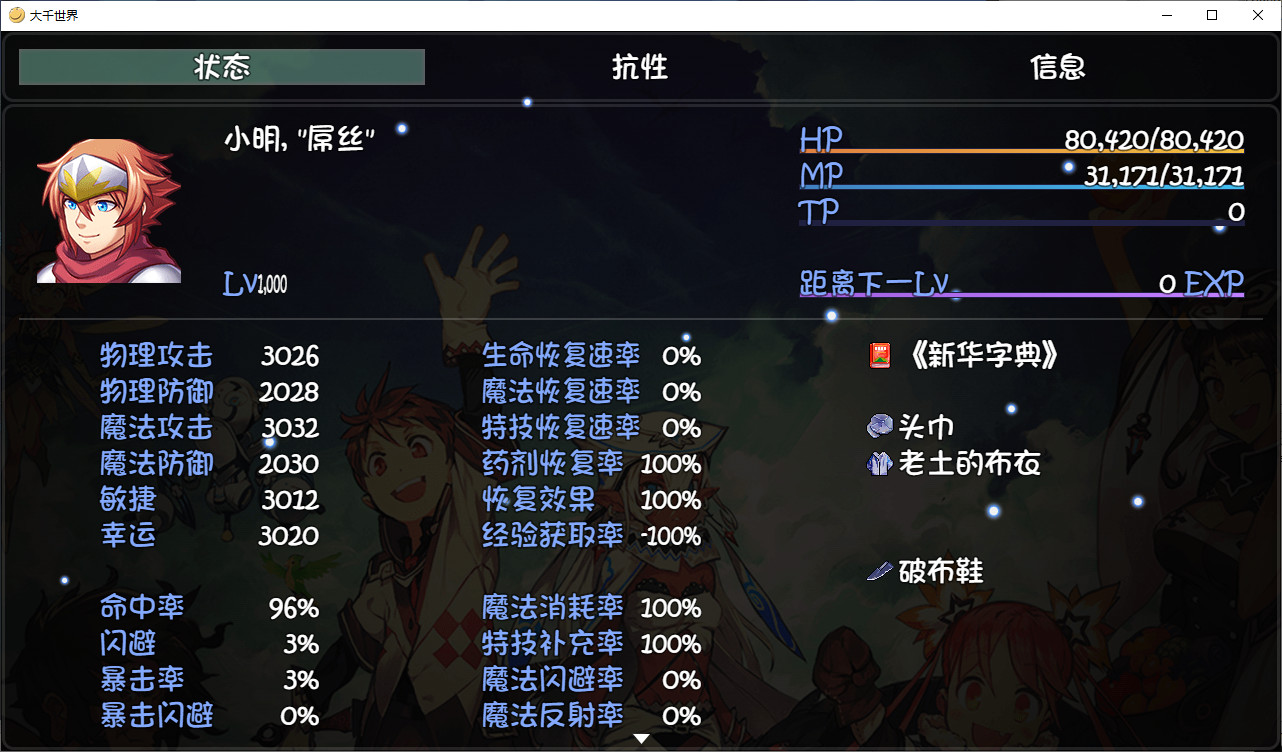 大千世界
状态 抗性 信息
小明, "屌丝"
HP 80,420/80,420
MP 31,171/31,171
TP 0
Lv1,000
距离下一Lv 0 EXP
物理攻击 3026
物理防御 2028
魔法攻击 3032
魔法防御 2030
敏捷 3012
幸运 3020
命中率 96%
闪避 3%
暴击率 3%
暴击闪避 0%
生命恢复速率 0%
魔法恢复速率 0%
特技恢复速率 0%
药剂恢复率 100%
恢复效果 100%
经验获取率 -100%
魔法消耗率 100%
特技补充率 100%
魔法闪避率 0%
魔法反射率 0%
《新华字典》
头巾
老土的布衣
破布鞋